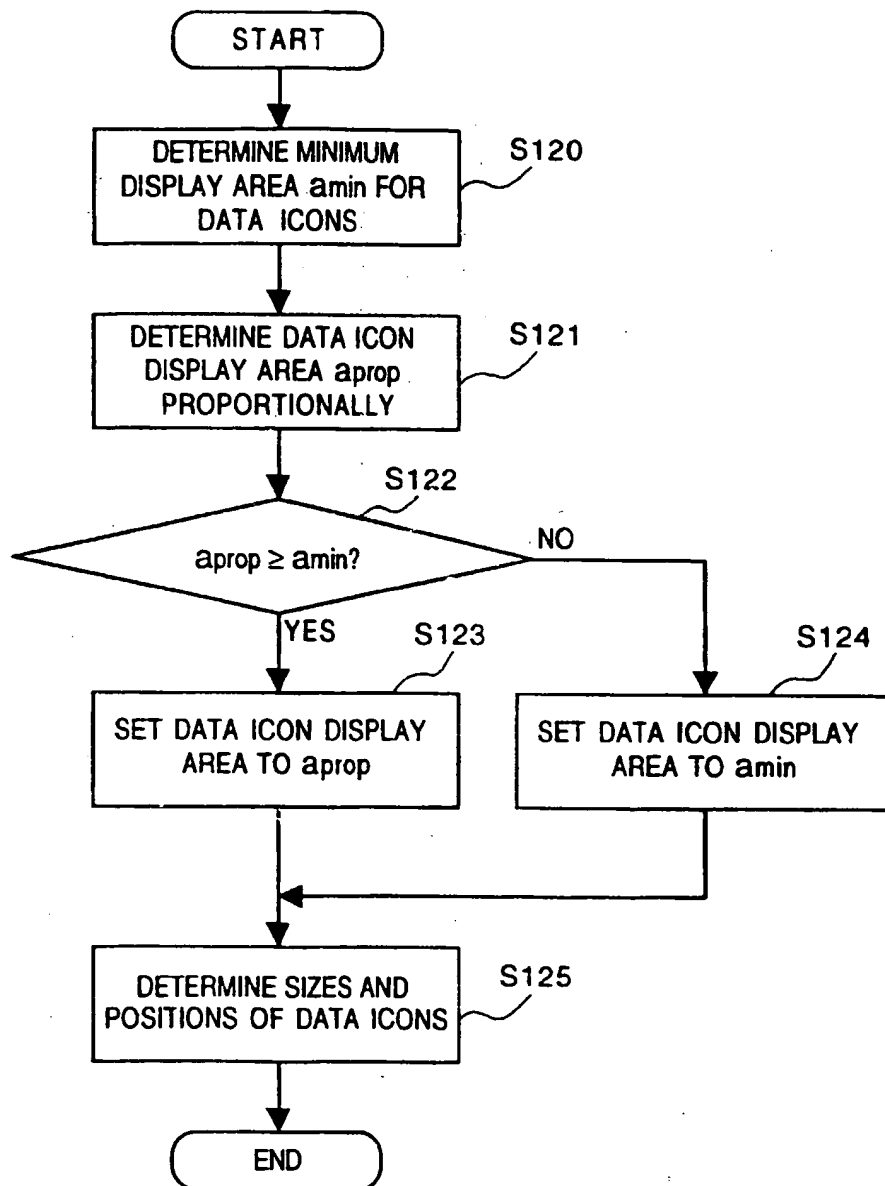 START
DETERMINE MINIMUM
DISPLAY AREA amin FOR
DATA ICONS
S120
DETERMINE DATA ICON
DISPLAY AREA aprop
PROPORTIONALLY
S121
S122
aprop ≥ amin?
NO
YES
S123
SET DATA ICON DISPLAY
AREA TO aprop
S124
SET DATA ICON DISPLAY
AREA TO amin
DETERMINE SIZES AND
POSITIONS OF DATA ICONS
S125
END